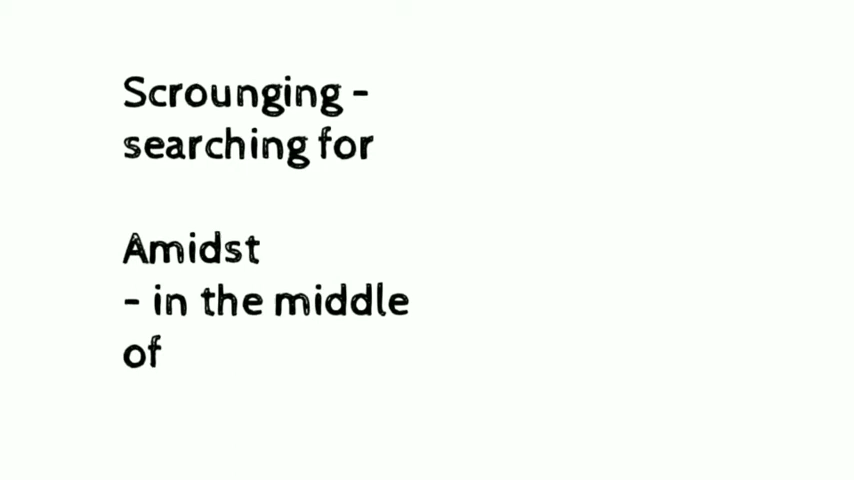 Scrounging -
searching for
Amidst
- in the middle
of